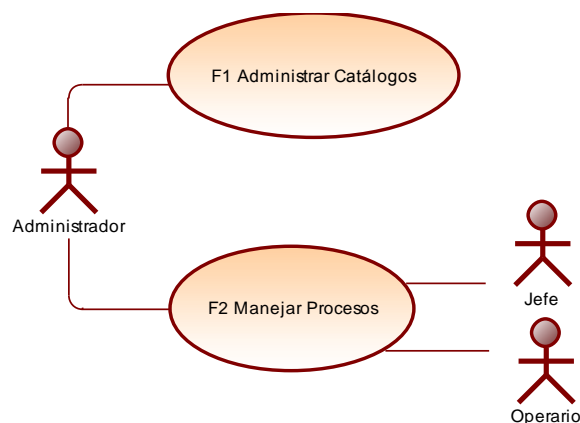 F1 Administrar Catálogos
Administrador
F2 Manejar Procesos
Jefe
Operario